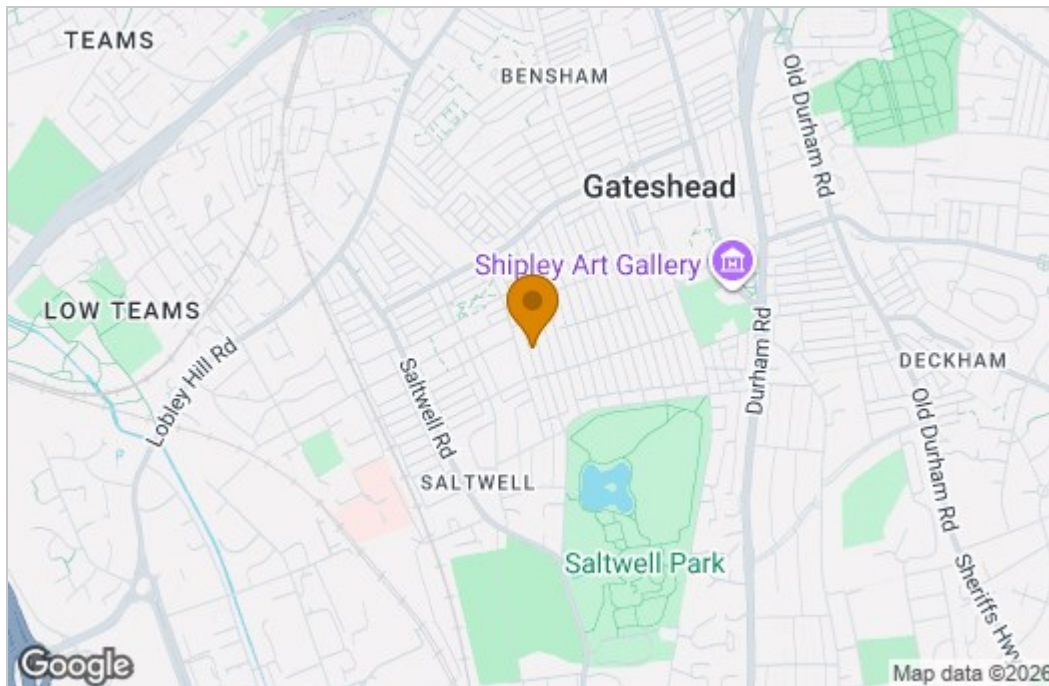 TEAMS
BENSHAM
Old Durham Rd
Gateshead
Shipley Art Gallery
LOW TEAMS
Lobley Hill Rd
Saltwell Rd
Durham Rd
DECKHAM
Old Durham Rd
SALTWELL
Saltwell Park
Sheriffs Hwy
Google
Map data ©2026